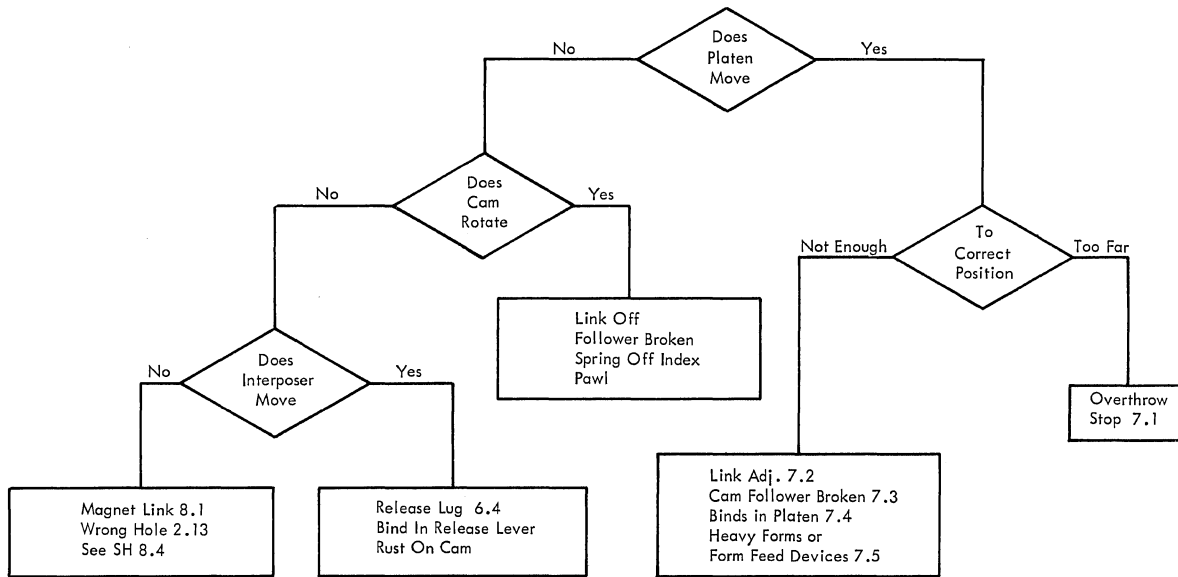 Does
Platen
Move
No
Yes
Does
Cam
Rotate
No
Yes
To
Correct
Position
Not Enough
Too Far
Link Off
Follower Broken
Spring Off Index
Pawl
Does
Interposer
Move
No
Yes
Overthrow
Stop 7.1
Magnet Link 8.1
Wrong Hole 2.13
See SH 8.4
Release Lug 6.4
Bind In Release Lever
Rust On Cam
Link Adj. 7.2
Cam Follower Broken 7.3
Binds in Platen 7.4
Heavy Forms or
Form Feed Devices 7.5